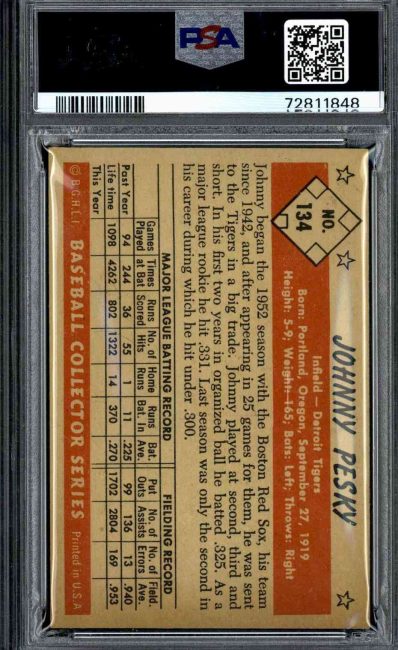 PSA
72811848
NO.
134
JOHNNY PESKY
Infield — Detroit Tigers
Born: Portland, Oregon, September 27, 1919
Height: 5-9; Weight: 165; Bats: Left; Throws: Right
Johnny began the 1952 season with the Boston Red Sox, his team
since 1942, and after appearing in 25 games for them, he was sent
to the Tigers in a big trade. Johnny played at second, third and
short. In his first two years in organized ball he batted .325. As a
major league rookie he hit .331. Last season was only the second in
his career during which he hit under .300.
MAJOR LEAGUE BATTING RECORD FIELDING RECORD
Games Times Runs No. of Home Runs Bat. Put No. of No. of Field.
Played at Bat Scored Hits Runs Bat. In Ave. Outs Assists Errors Ave.
Past Year 94 244 36 55 1 14 .225 99 136 13 .940
Life time 1098 4262 802 1322 14 370 .276 1702 2804 169 .953
This Year
© B.G.H.L.I. BASEBALL COLLECTOR SERIES Printed in U.S.A